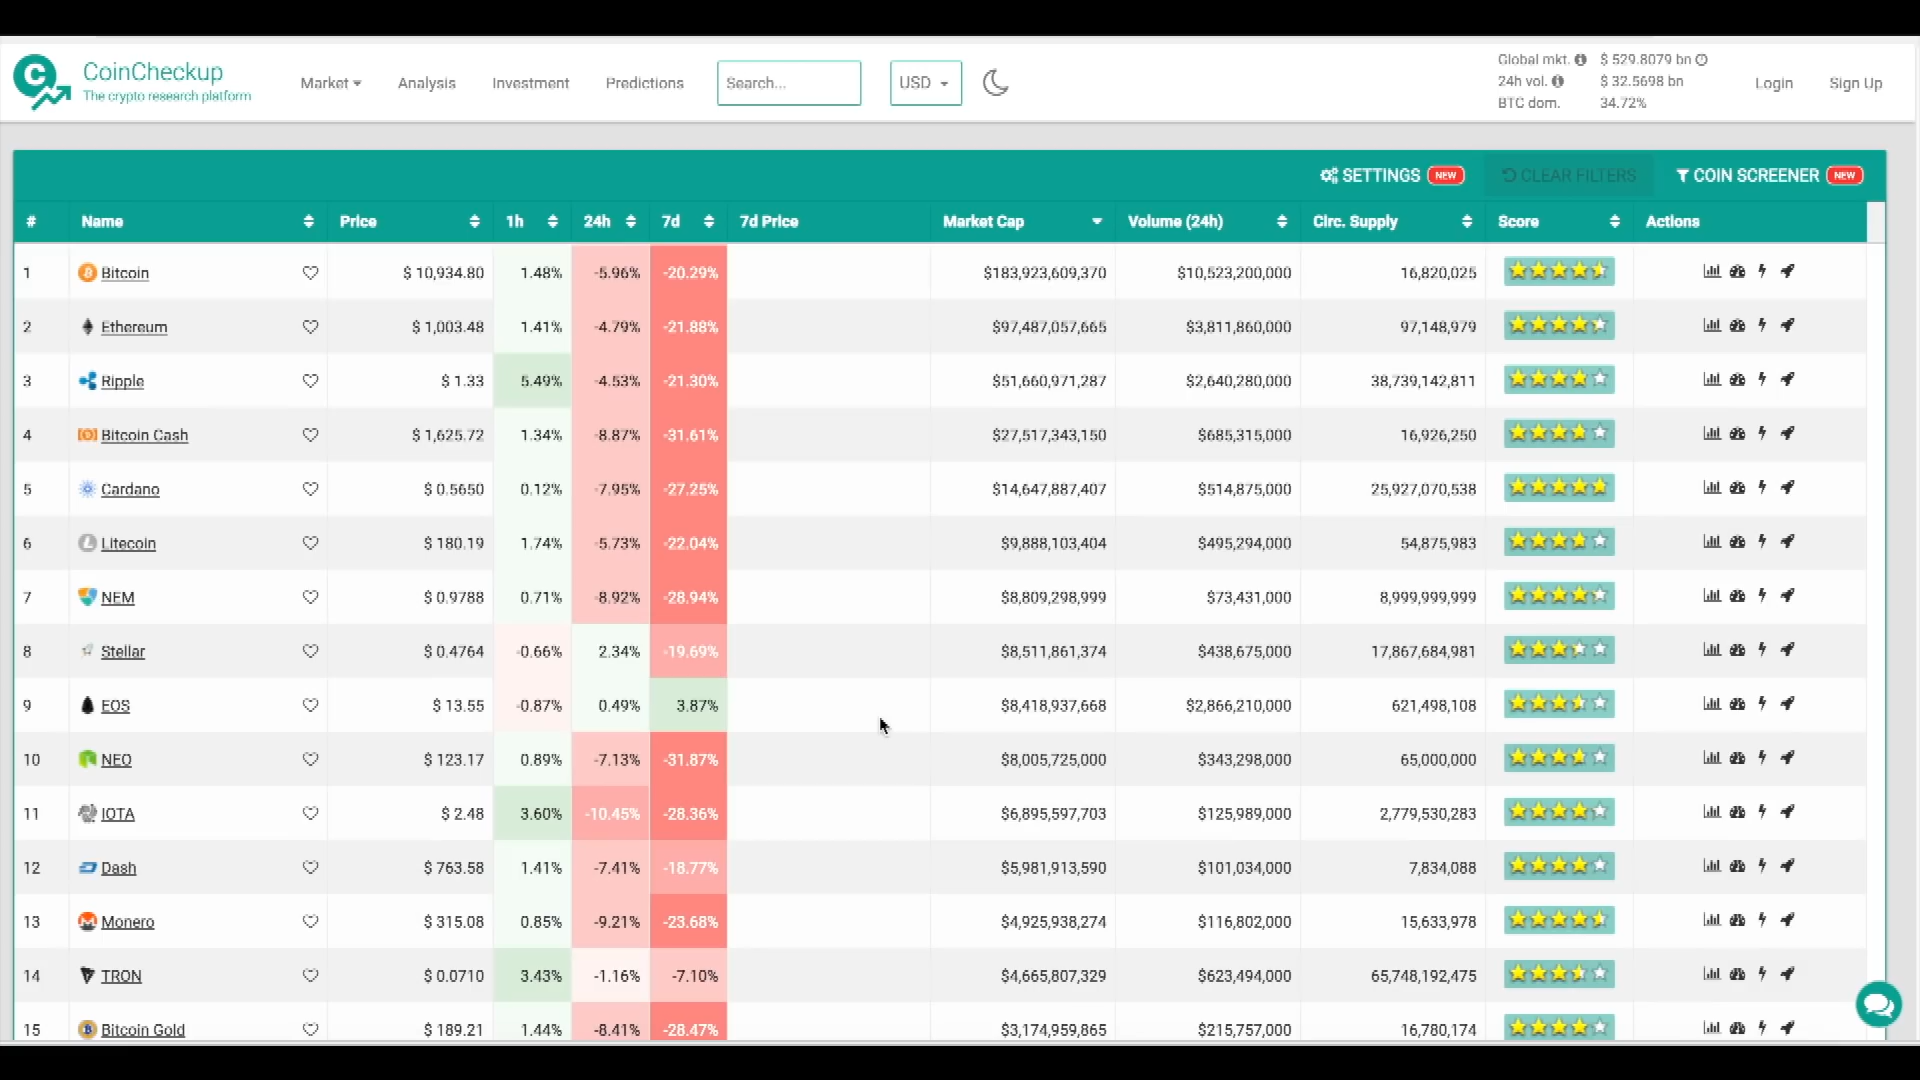 CoinCheckup
The crypto research platform
Market Analysis Investment Predictions Search... USD
Global mkt. $ 529.8079 bn
24h vol. $ 32.5698 bn
BTC dom. 34.72%
Login Sign Up
SETTINGS NEW CLEAR FILTERS COIN SCREENER NEW
# Name Price 1h 24h 7d 7d Price Market Cap Volume (24h) Circ. Supply Score Actions
1 Bitcoin $ 10,934.80 1.48% -5.96% -20.29% $183,923,609,370 $10,523,200,000 16,820,025
2 Ethereum $ 1,003.48 1.41% -4.79% -21.88% $97,487,057,665 $3,811,860,000 97,148,979
3 Ripple $ 1.33 5.49% -4.53% -21.30% $51,660,971,287 $2,640,280,000 38,739,142,811
4 Bitcoin Cash $ 1,625.72 1.34% -8.87% -31.61% $27,517,343,150 $685,315,000 16,926,250
5 Cardano $ 0.5650 0.12% -7.95% -27.25% $14,647,887,407 $514,875,000 25,927,070,538
6 Litecoin $ 180.19 1.74% -5.73% -22.04% $9,888,103,404 $495,294,000 54,875,983
7 NEM $ 0.9788 0.71% -8.92% -28.94% $8,809,298,999 $73,431,000 8,999,999,999
8 Stellar $ 0.4764 -0.66% 2.34% -19.69% $8,511,861,374 $438,675,000 17,867,684,981
9 EOS $ 13.55 -0.87% 0.49% 3.87% $8,418,937,668 $2,866,210,000 621,498,108
10 NEO $ 123.17 0.89% -7.13% -31.87% $8,005,725,000 $343,298,000 65,000,000
11 IOTA $ 2.48 3.60% -10.45% -28.36% $6,895,597,703 $125,989,000 2,779,530,283
12 Dash $ 763.58 1.41% -7.41% -18.77% $5,981,913,590 $101,034,000 7,834,088
13 Monero $ 315.08 0.85% -9.21% -23.68% $4,925,938,274 $116,802,000 15,633,978
14 TRON $ 0.0710 3.43% -1.16% -7.10% $4,665,807,329 $623,494,000 65,748,192,475
15 Bitcoin Gold $ 189.21 1.44% -8.41% -28.47% $3,174,959,865 $215,757,000 16,780,174